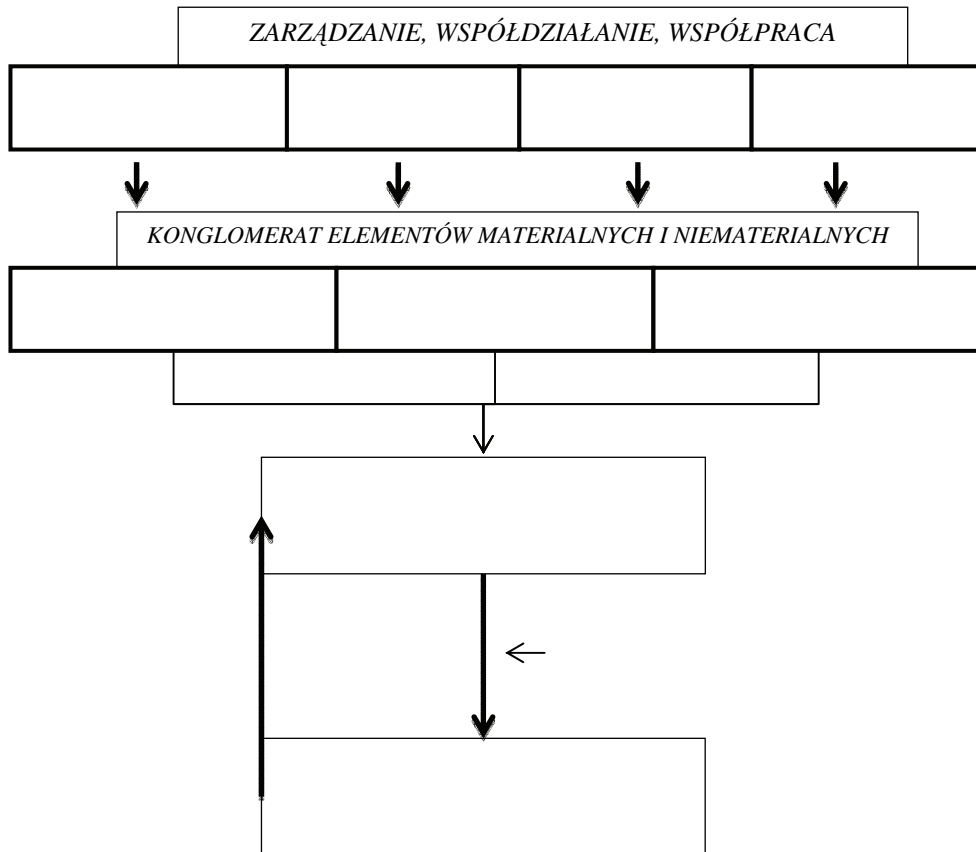 ZARZĄDZANIE, WSPÓŁDZIAŁANIE, WSPÓŁPRACA
KONGLOMERAT ELEMENTÓW MATERIALNYCH I NIEMATERIALNYCH